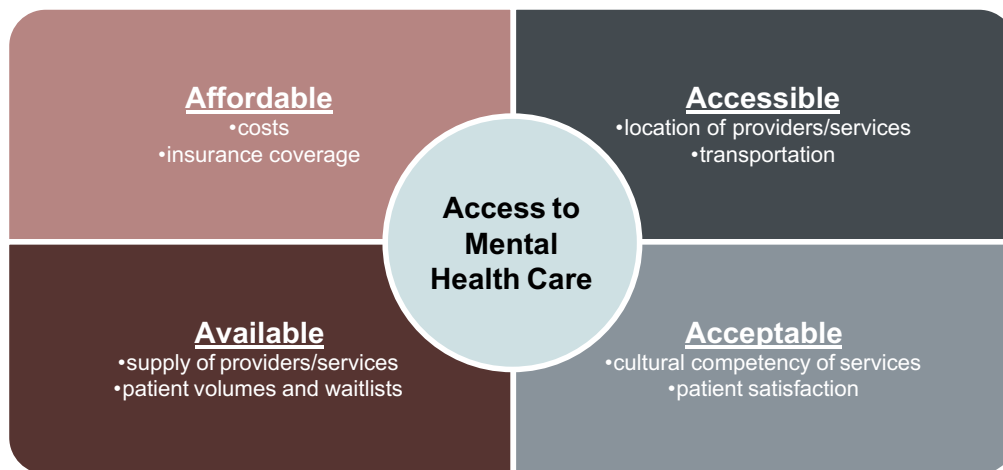 Affordable
•costs
•insurance coverage
Accessible
•location of providers/services
•transportation
Access to
Mental
Health Care
Available
•supply of providers/services
•patient volumes and waitlists
Acceptable
•cultural competency of services
•patient satisfaction